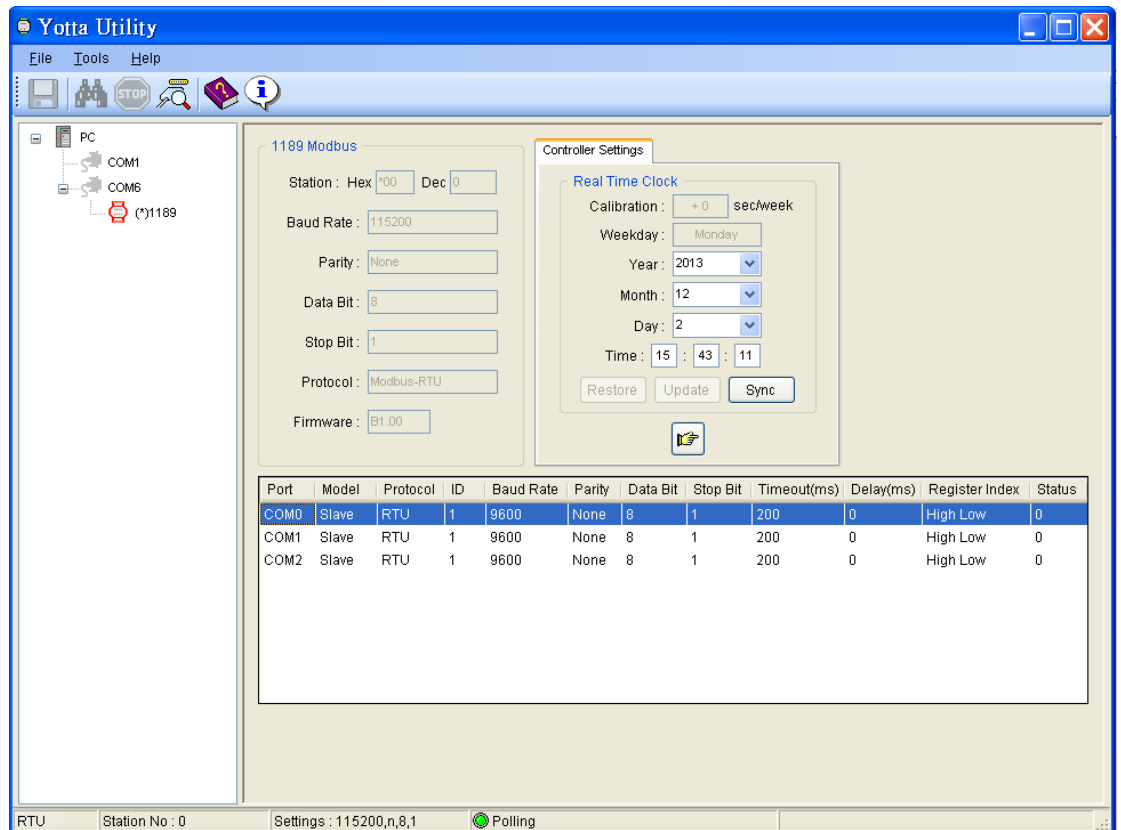 Yotta Utility
File Tools Help
STOP
PC
COM1
COM6
(*)1189
1189 Modbus
Station : Hex *00 Dec 0
Baud Rate : 115200
Parity : None
Data Bit : 8
Stop Bit : 1
Protocol : Modbus-RTU
Firmware : B1.00
Controller Settings
Real Time Clock
Calibration : + 0 sec/week
Weekday : Monday
Year : 2013
Month : 12
Day : 2
Time : 15 : 43 : 11
Restore Update Sync
Port Model Protocol ID Baud Rate Parity Data Bit Stop Bit Timeout(ms) Delay(ms) Register Index Status
COM0 Slave RTU 1 9600 None 8 1 200 0 High Low 0
COM1 Slave RTU 1 9600 None 8 1 200 0 High Low 0
COM2 Slave RTU 1 9600 None 8 1 200 0 High Low 0
RTU Station No : 0 Settings : 115200,n,8,1 Polling